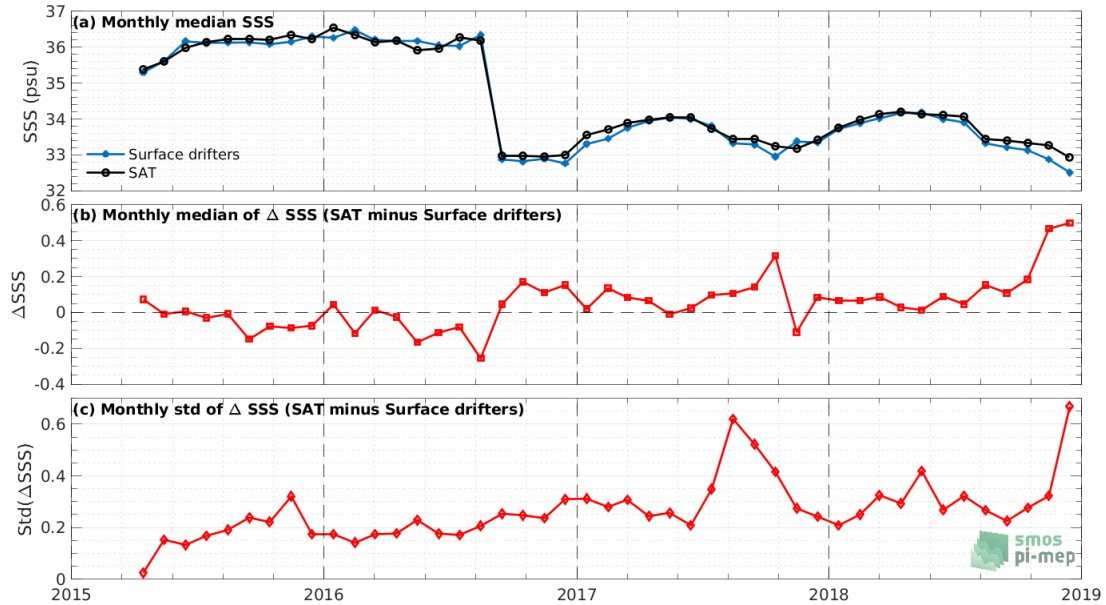 (a) Monthly median SSS
37
36
35
34
33
32
SSS (psu)
Surface drifters
SAT
(b) Monthly median of Δ SSS (SAT minus Surface drifters)
0.6
0.4
0.2
0
-0.2
-0.4
ΔSSS
(c) Monthly std of Δ SSS (SAT minus Surface drifters)
0.6
0.4
0.2
0
Std(ΔSSS)
smos
pi-mep
2015 2016 2017 2018 2019